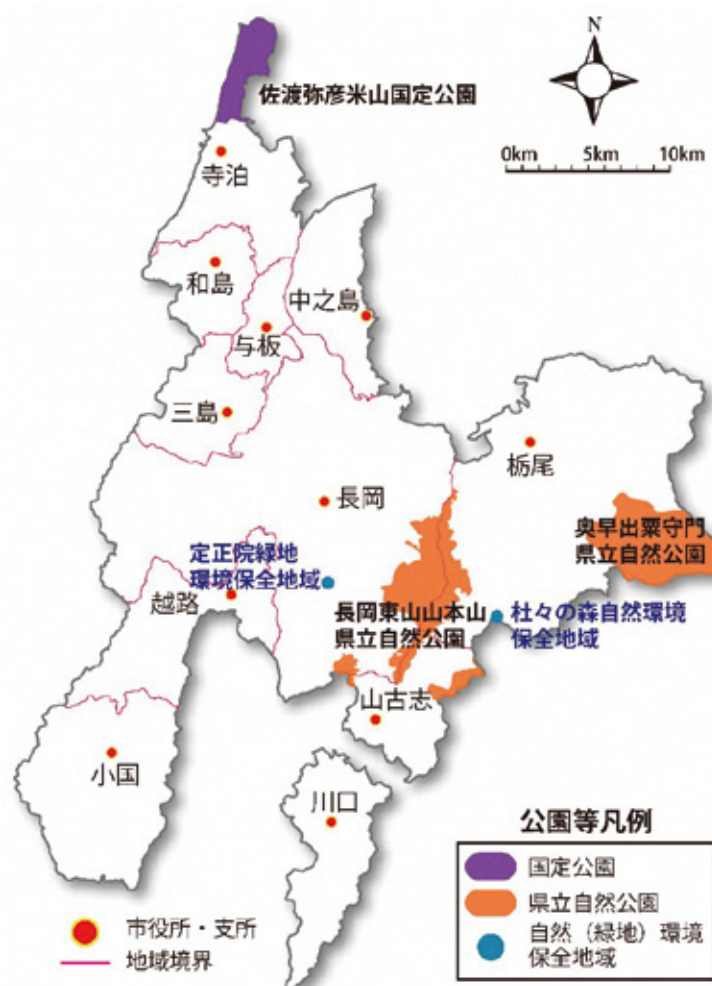 N
佐渡弥彦米山国定公園
0km 5km 10km
寺泊
和島
中之島
与板
三島
栃尾
長岡
奥早出粟守門
県立自然公園
定正院緑地
環境保全地域
越路
長岡東山山本山
県立自然公園
杜々の森自然環境
保全地域
山古志
小国
川口
公園等凡例
国定公園
県立自然公園
自然（緑地）環境
保全地域
市役所・支所
地域境界